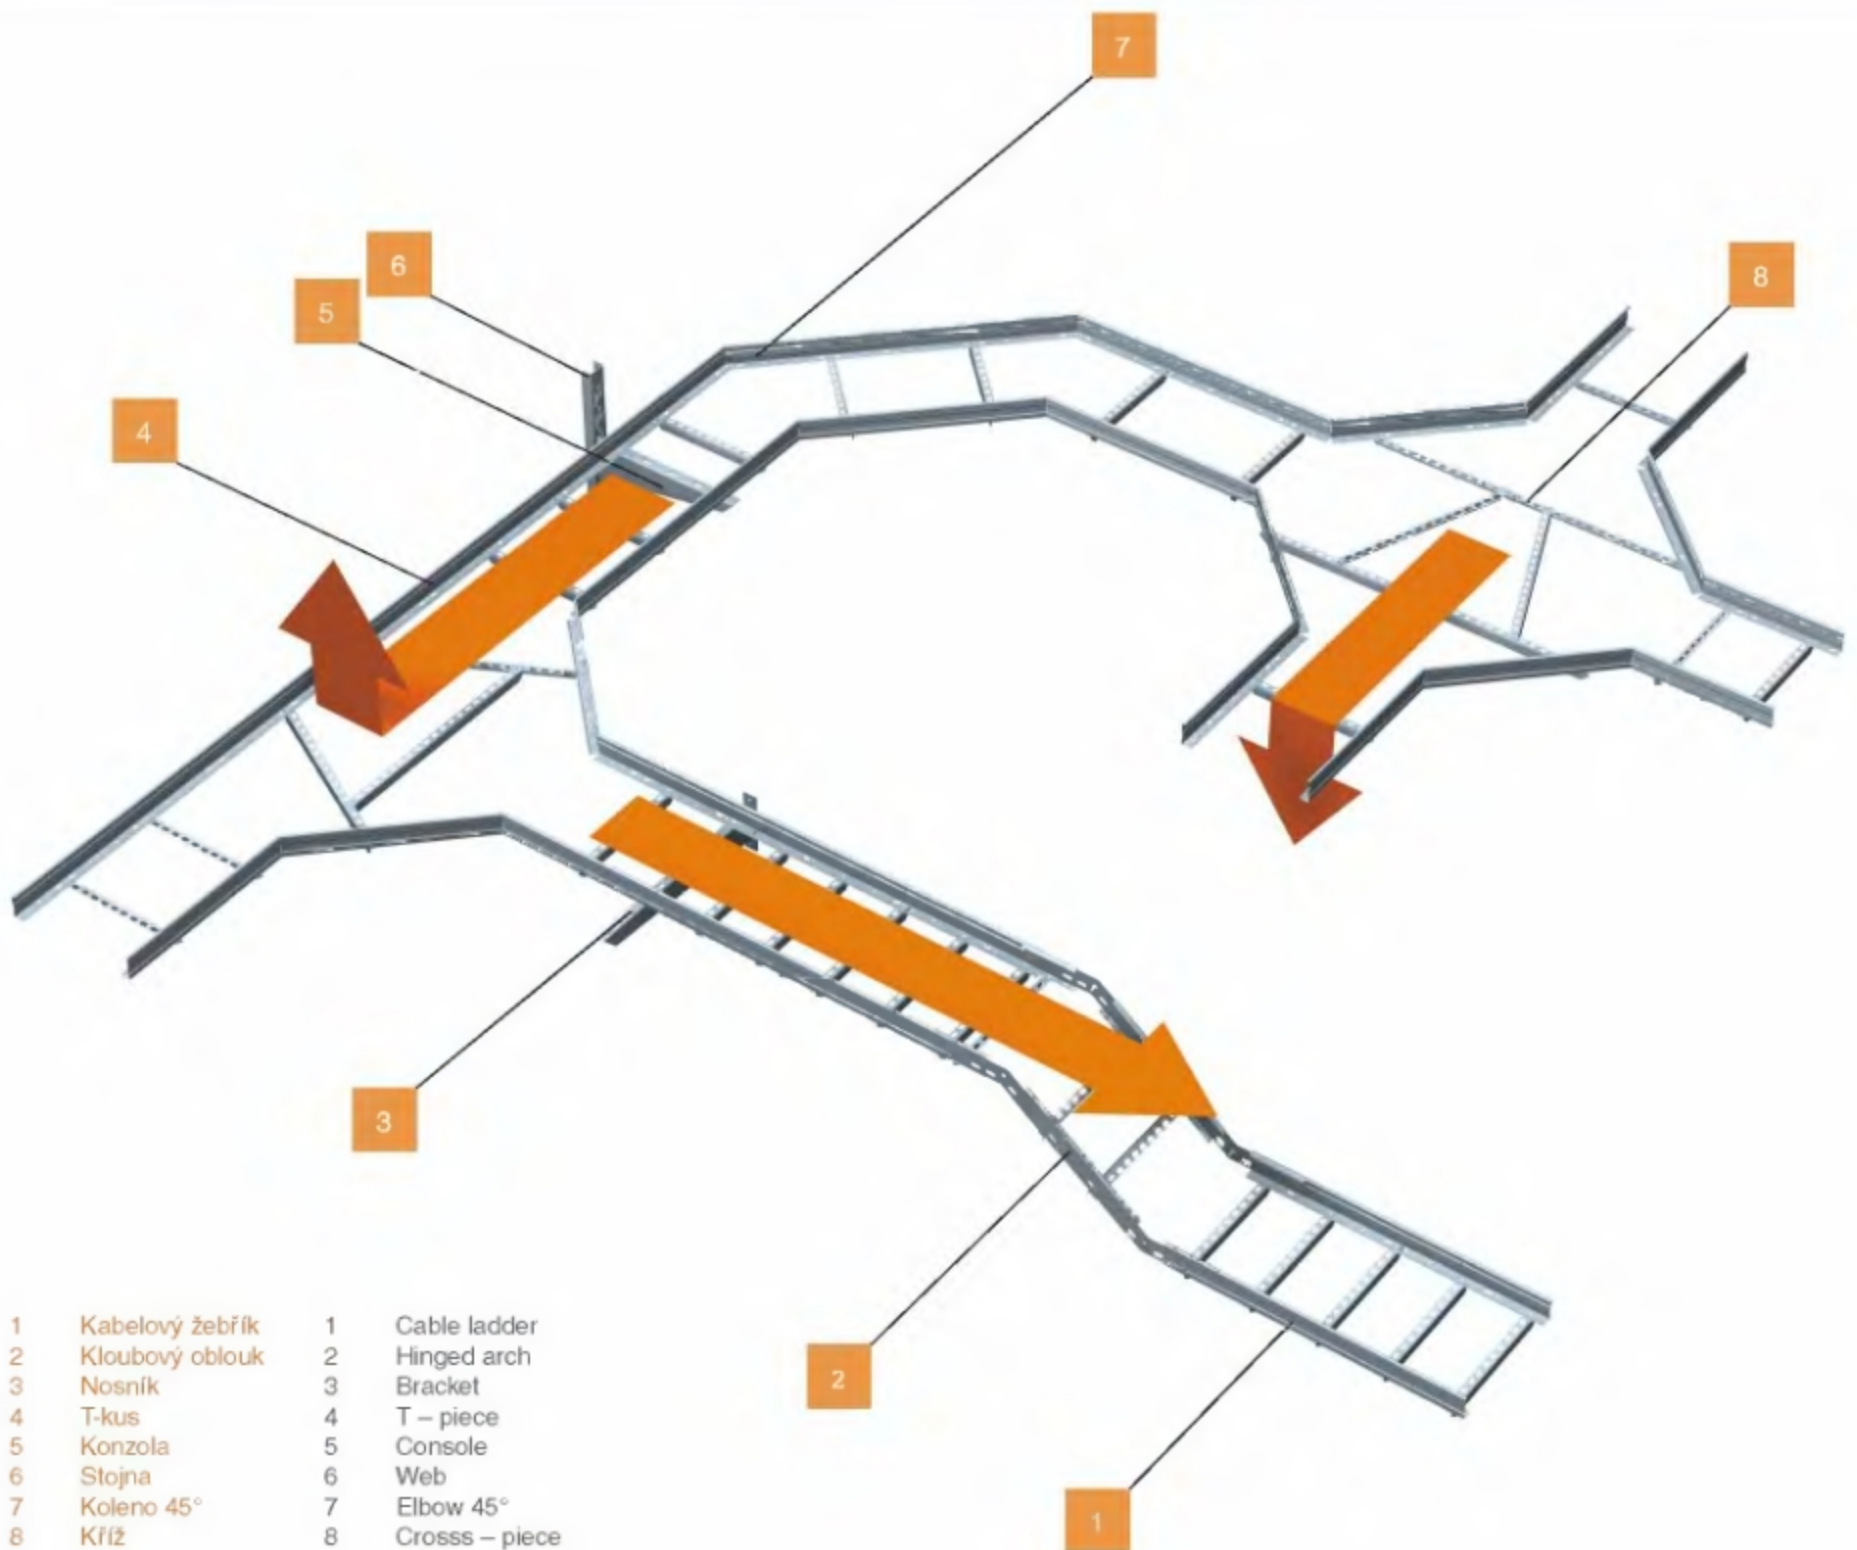 7
6
8
5
4
3
2
1
1 Kabelový žebřík 1 Cable ladder
2 Kloubový oblouk 2 Hinged arch
3 Nosník 3 Bracket
4 T-kus 4 T – piece
5 Konzola 5 Console
6 Stojna 6 Web
7 Koleno 45° 7 Elbow 45°
8 Kříž 8 Crosss – piece